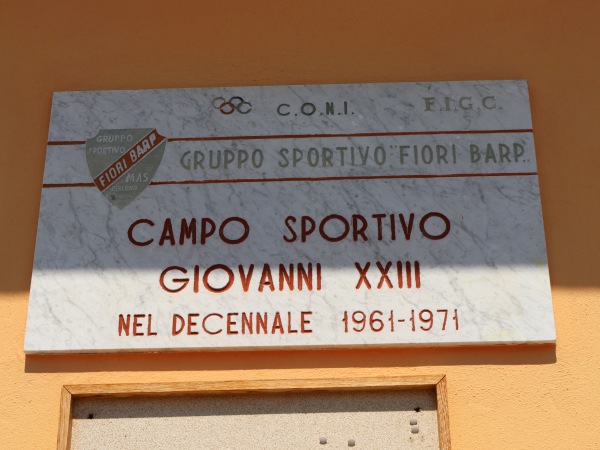 C.O.N.I.
F.I.G.C.
GRUPPO
SPORTIVO
FIORI BARP
MAS
GRUPPO SPORTIVO "FIORI BARP"
CAMPO SPORTIVO
GIOVANNI XXIII
NEL DECENNALE 1961-1971